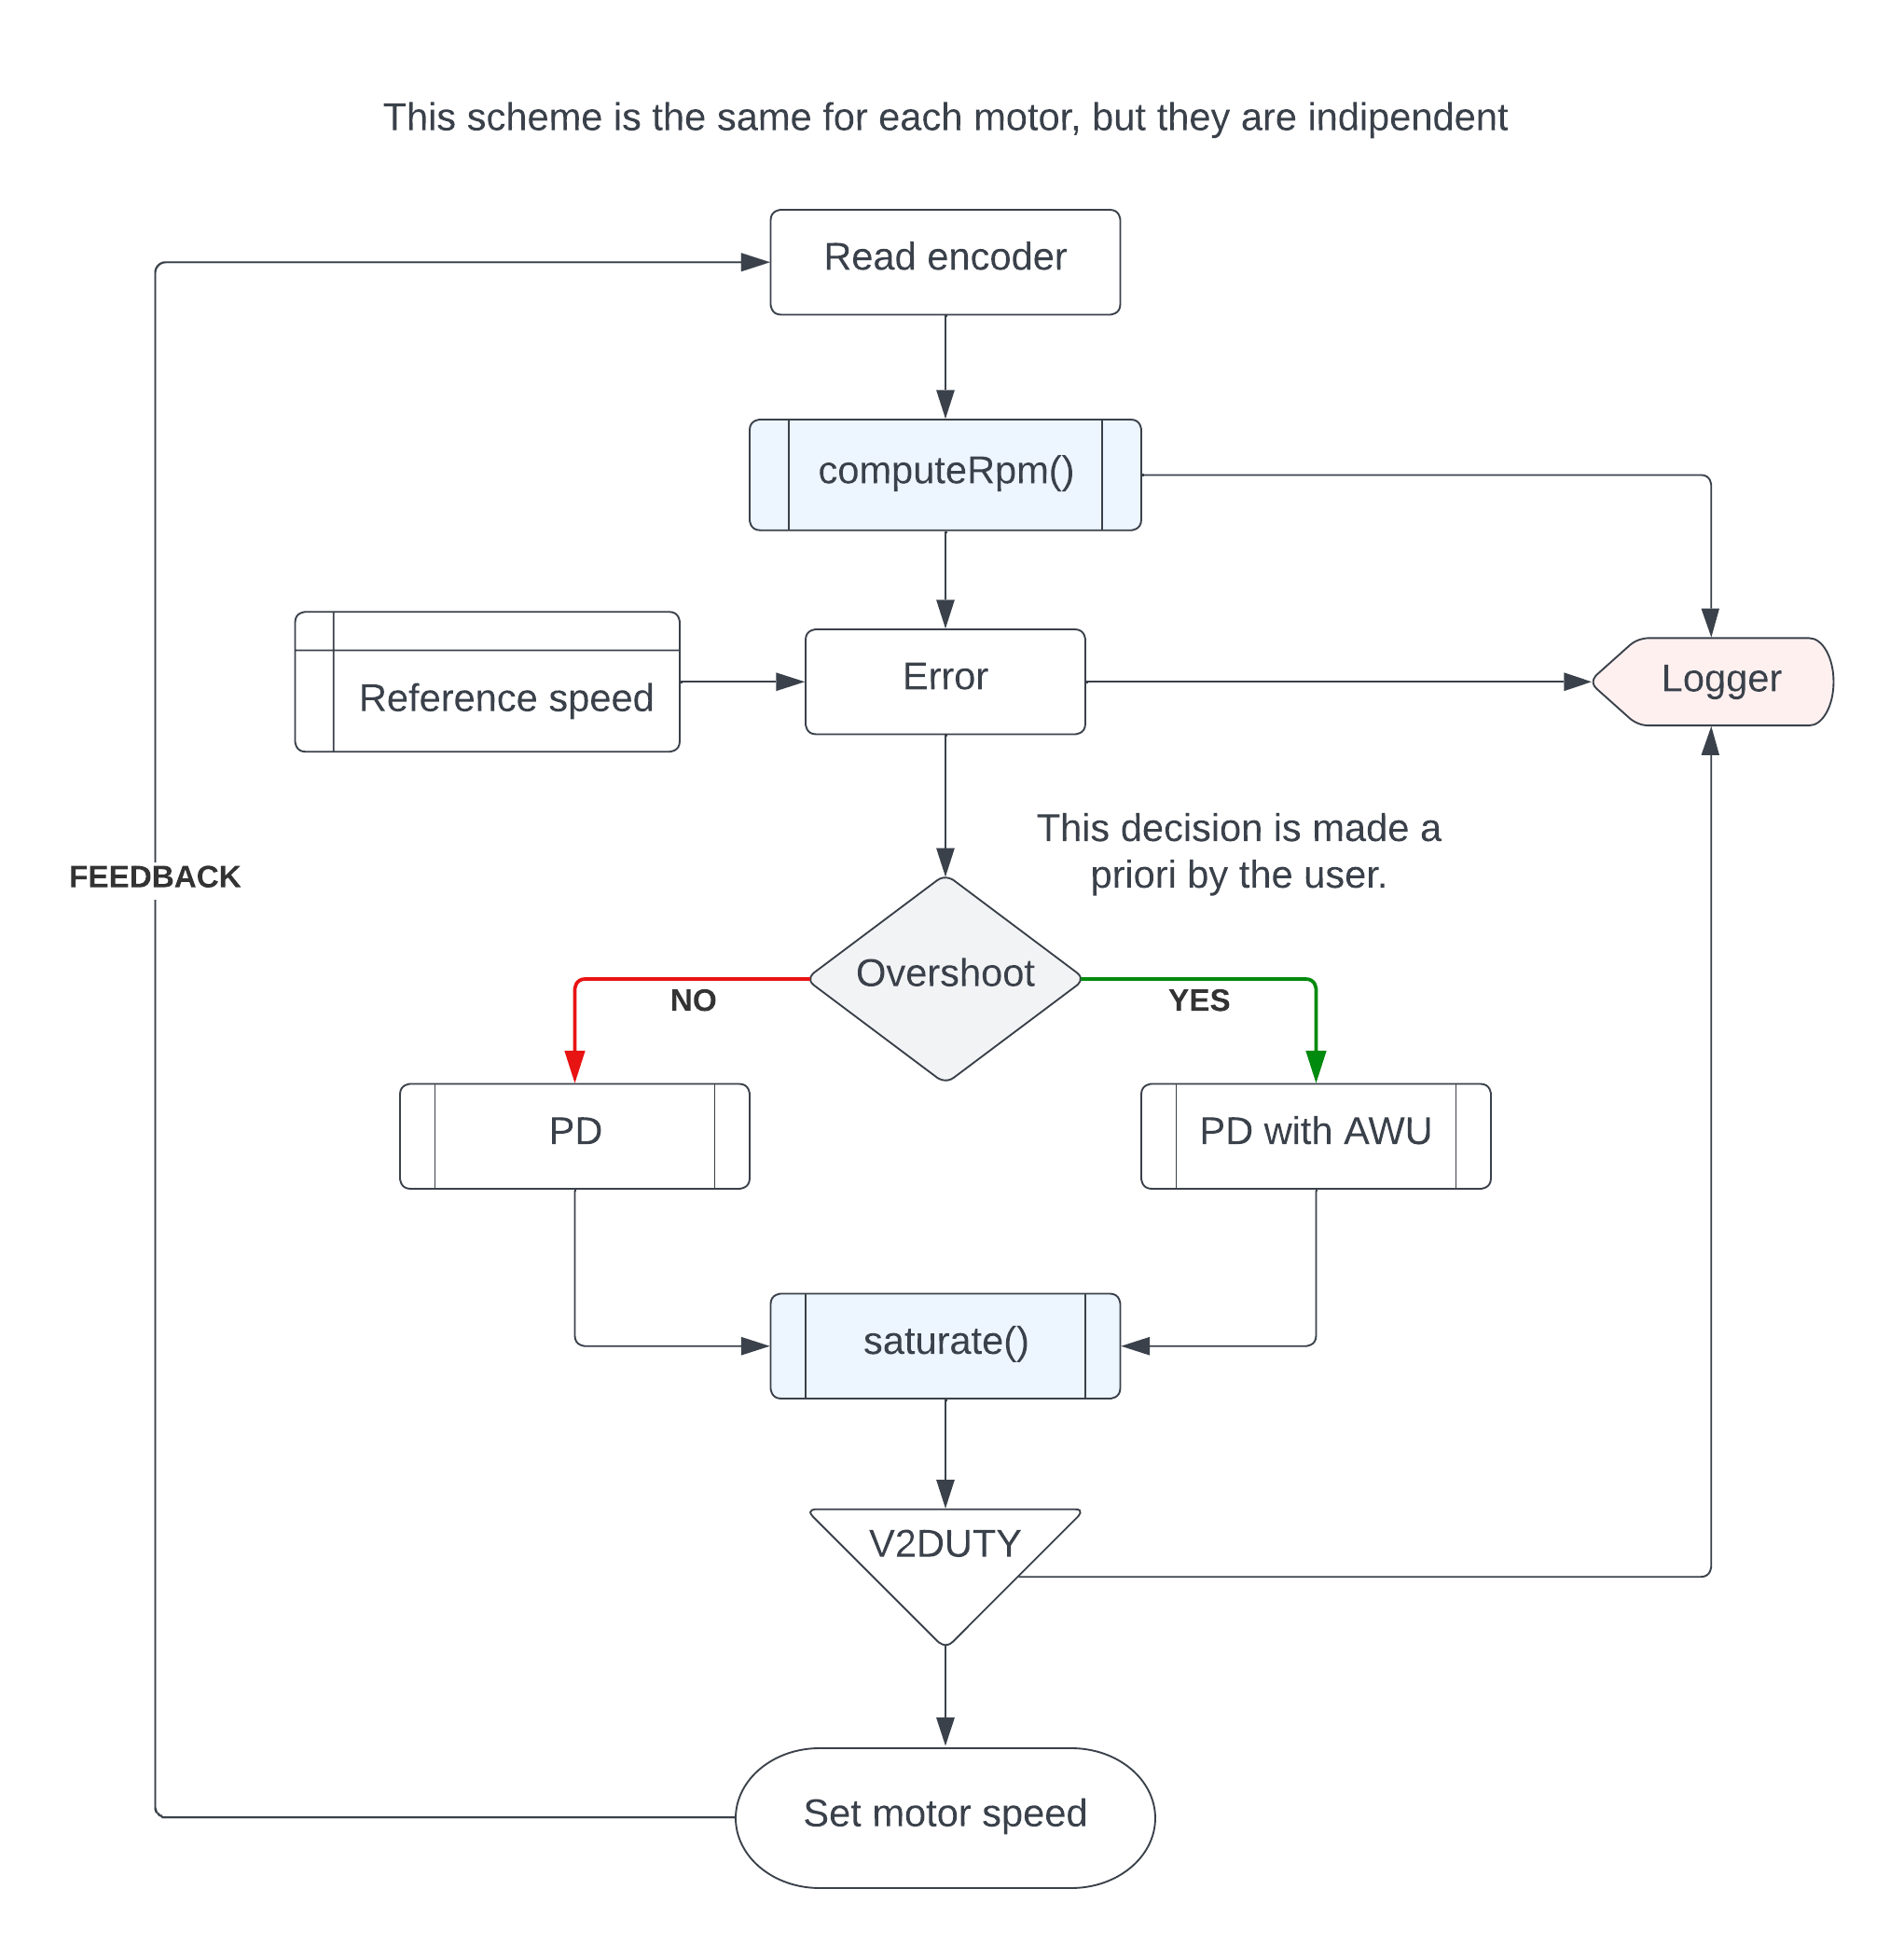 This scheme is the same for each motor, but they are indipendent
Read encoder
computeRpm()
Reference speed
Error
Logger
This decision is made a
priori by the user.
FEEDBACK
Overshoot
NO
YES
PD
PD with AWU
saturate()
V2DUTY
Set motor speed